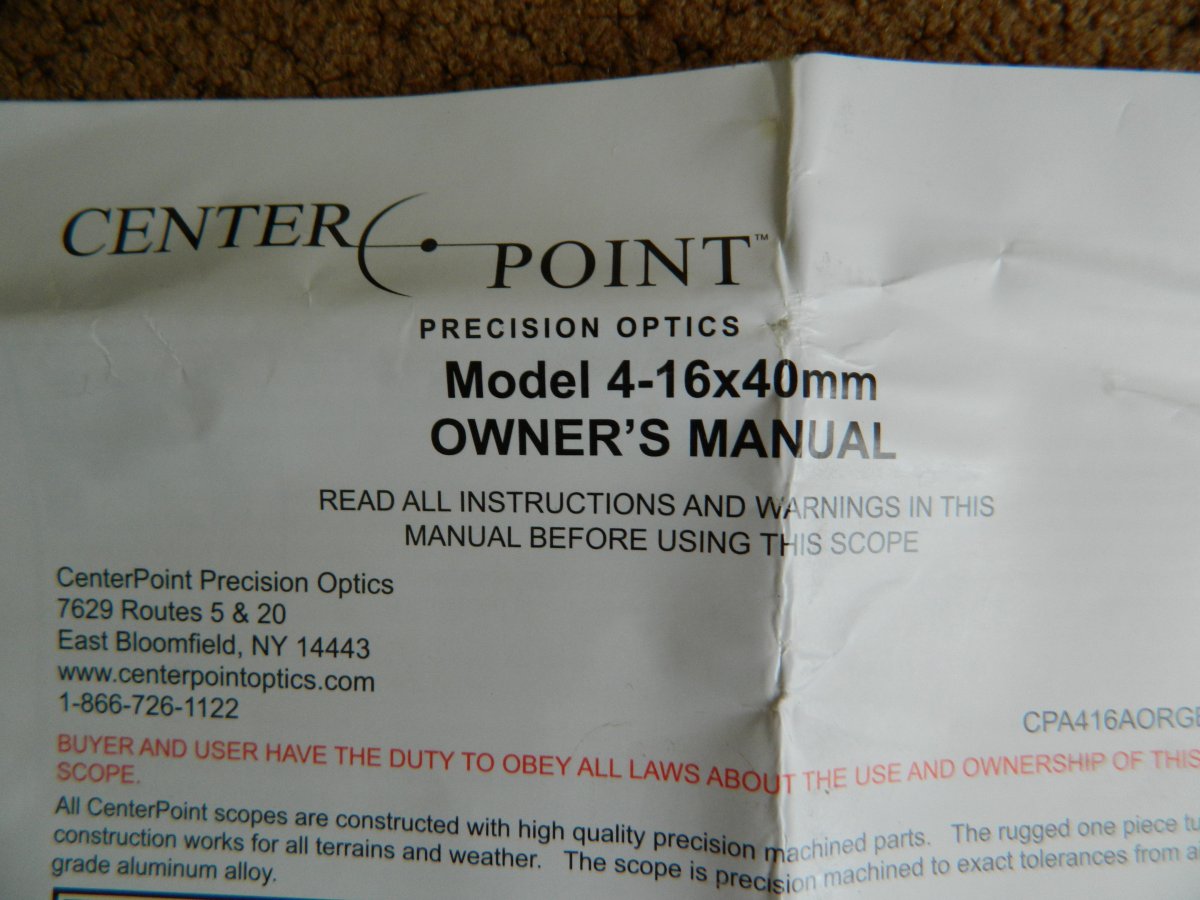 CENTER POINT™
PRECISION OPTICS
Model 4-16x40mm
OWNER'S MANUAL
READ ALL INSTRUCTIONS AND WARNINGS IN THIS
MANUAL BEFORE USING THIS SCOPE
CenterPoint Precision Optics
7629 Routes 5 & 20
East Bloomfield, NY 14443
www.centerpointoptics.com
1-866-726-1122
CPA416AORG
BUYER AND USER HAVE THE DUTY TO OBEY ALL LAWS ABOUT THE USE AND OWNERSHIP OF THIS
SCOPE.
All CenterPoint scopes are constructed with high quality precision machined parts. The rugged one piece
construction works for all terrains and weather. The scope is precision machined to exact tolerances from
grade aluminum alloy.